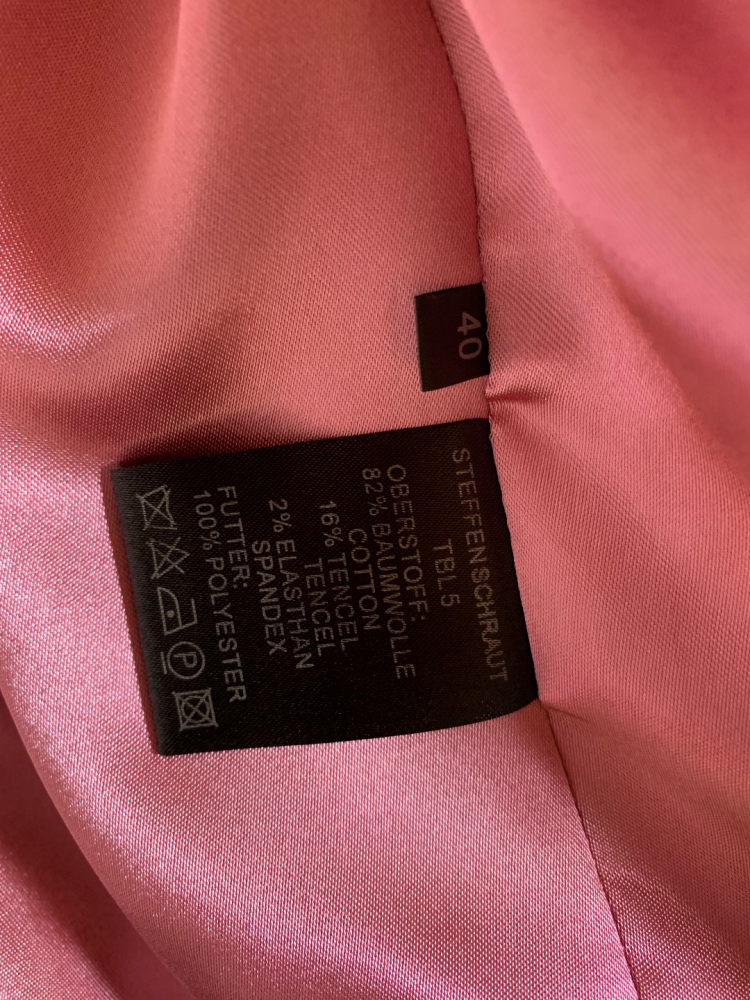 40
STEFFEN SCHRAUT
TBL 5
OBERSTOFF:
82% BAUMWOLLE
COTTON
16% TENCEL
TENCEL
2% ELASTHAN
SPANDEX
FUTTER:
100% POLYESTER
P